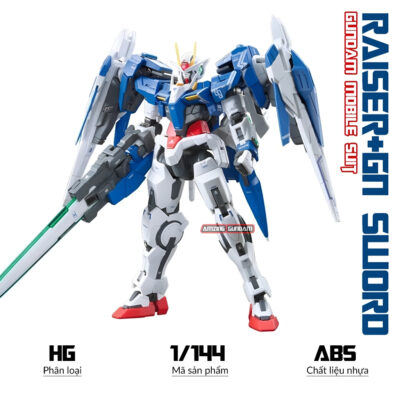 RAISER+GN SWORD
GUNDAM MOBILE SUIT
AMZING GUNDAM
HG
Phân loại
1/144
Mã sản phẩm
ABS
Chất liệu nhựa